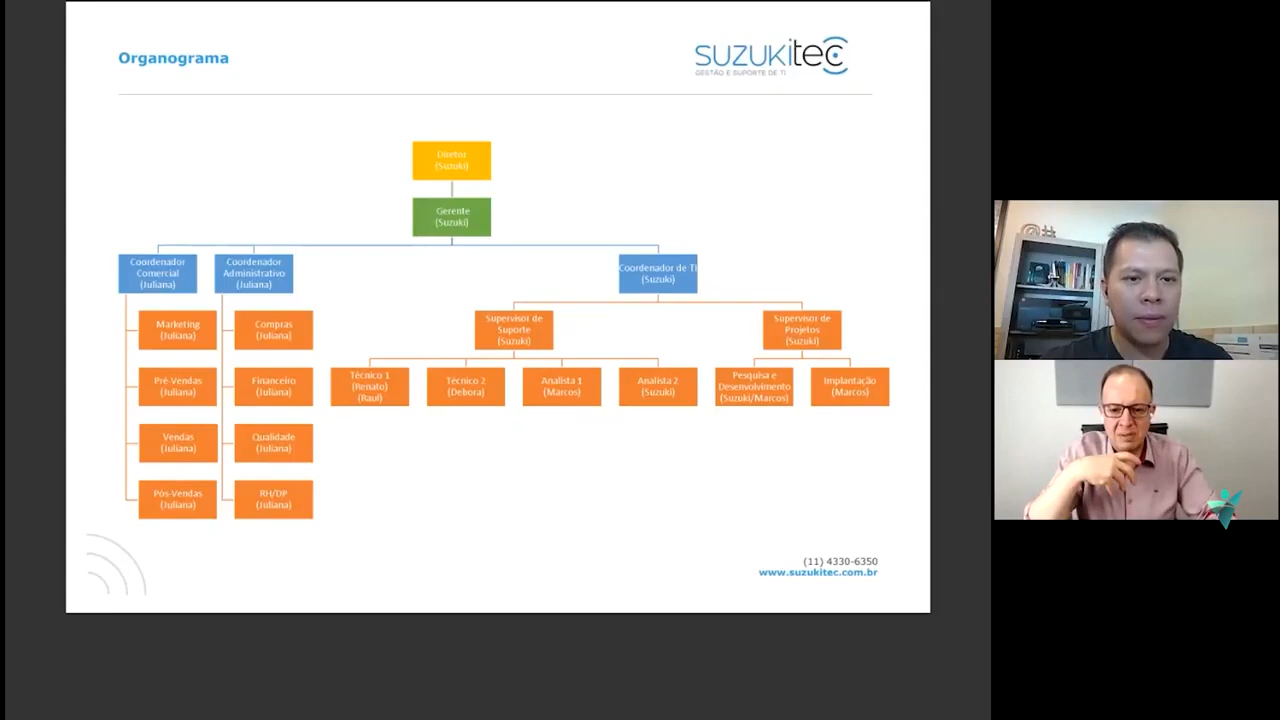 Organograma
SUZUKItec
GESTÃO E SUPORTE DE TI
Diretor
(Suzuki)
Gerente
(Suzuki)
Coordenador
Comercial
(Juliana)
Coordenador
Administrativo
(Juliana)
Coordenador de TI
(Suzuki)
Marketing
(Juliana)
Compras
(Juliana)
Supervisor de
Suporte
(Suzuki)
Supervisor de
Projetos
(Suzuki)
Pré-Vendas
(Juliana)
Financeiro
(Juliana)
Técnico 1
(Renato)
(Raul)
Técnico 2
(Debora)
Analista 1
(Marcos)
Analista 2
(Suzuki)
Pesquisa e
Desenvolvimento
(Suzuki/Marcos)
Implantação
(Marcos)
Vendas
(Juliana)
Qualidade
(Juliana)
Pós-Vendas
(Juliana)
RH/DP
(Juliana)
(11) 4330-6350
www.suzukitec.com.br
@#